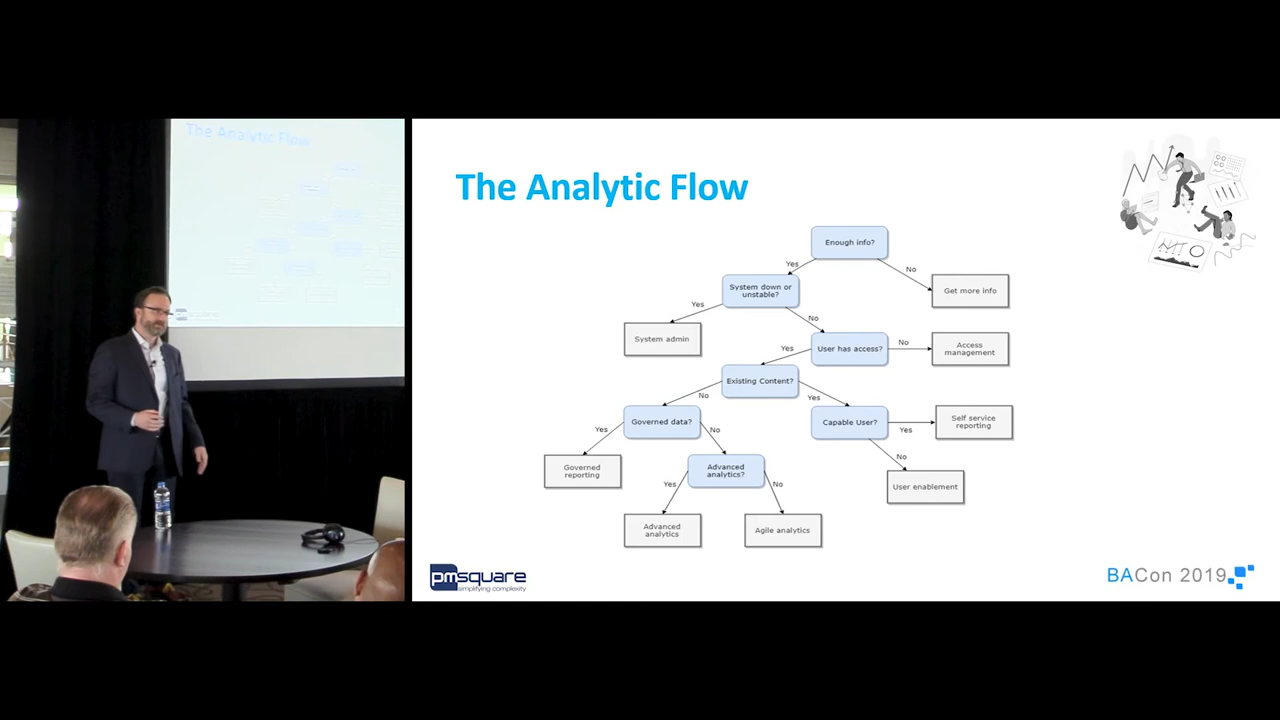 The Analytic Flow
The Analytic Flow
Enough info?
Yes
No
System down or
unstable?
Get more info
Yes
No
System admin
User has access?
No
Access
management
Yes
Existing Content?
No
Yes
Governed data?
Capable User?
Self service
reporting
Yes
No
Yes
No
Governed
reporting
Advanced
analytics?
User enablement
Yes
No
Advanced
analytics
Agile analytics
pmsquare
simplifying complexity
BACon 2019